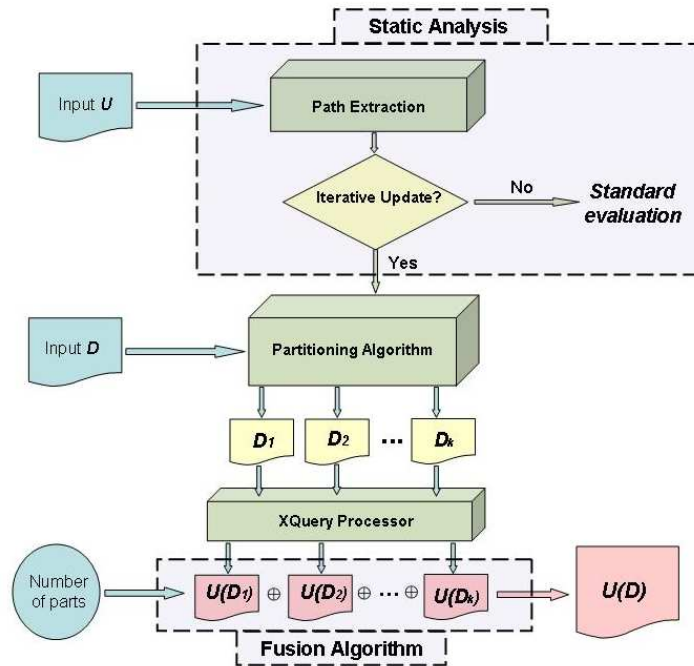 Static Analysis
Input U
Path Extraction
Iterative Update?
No
Standard
evaluation
Yes
Input D
Partitioning Algorithm
D1
D2
...
Dk
XQuery Processor
Number
of parts
U(D1) ⊕ U(D2) ⊕ ... ⊕ U(Dk)
U(D)
Fusion Algorithm